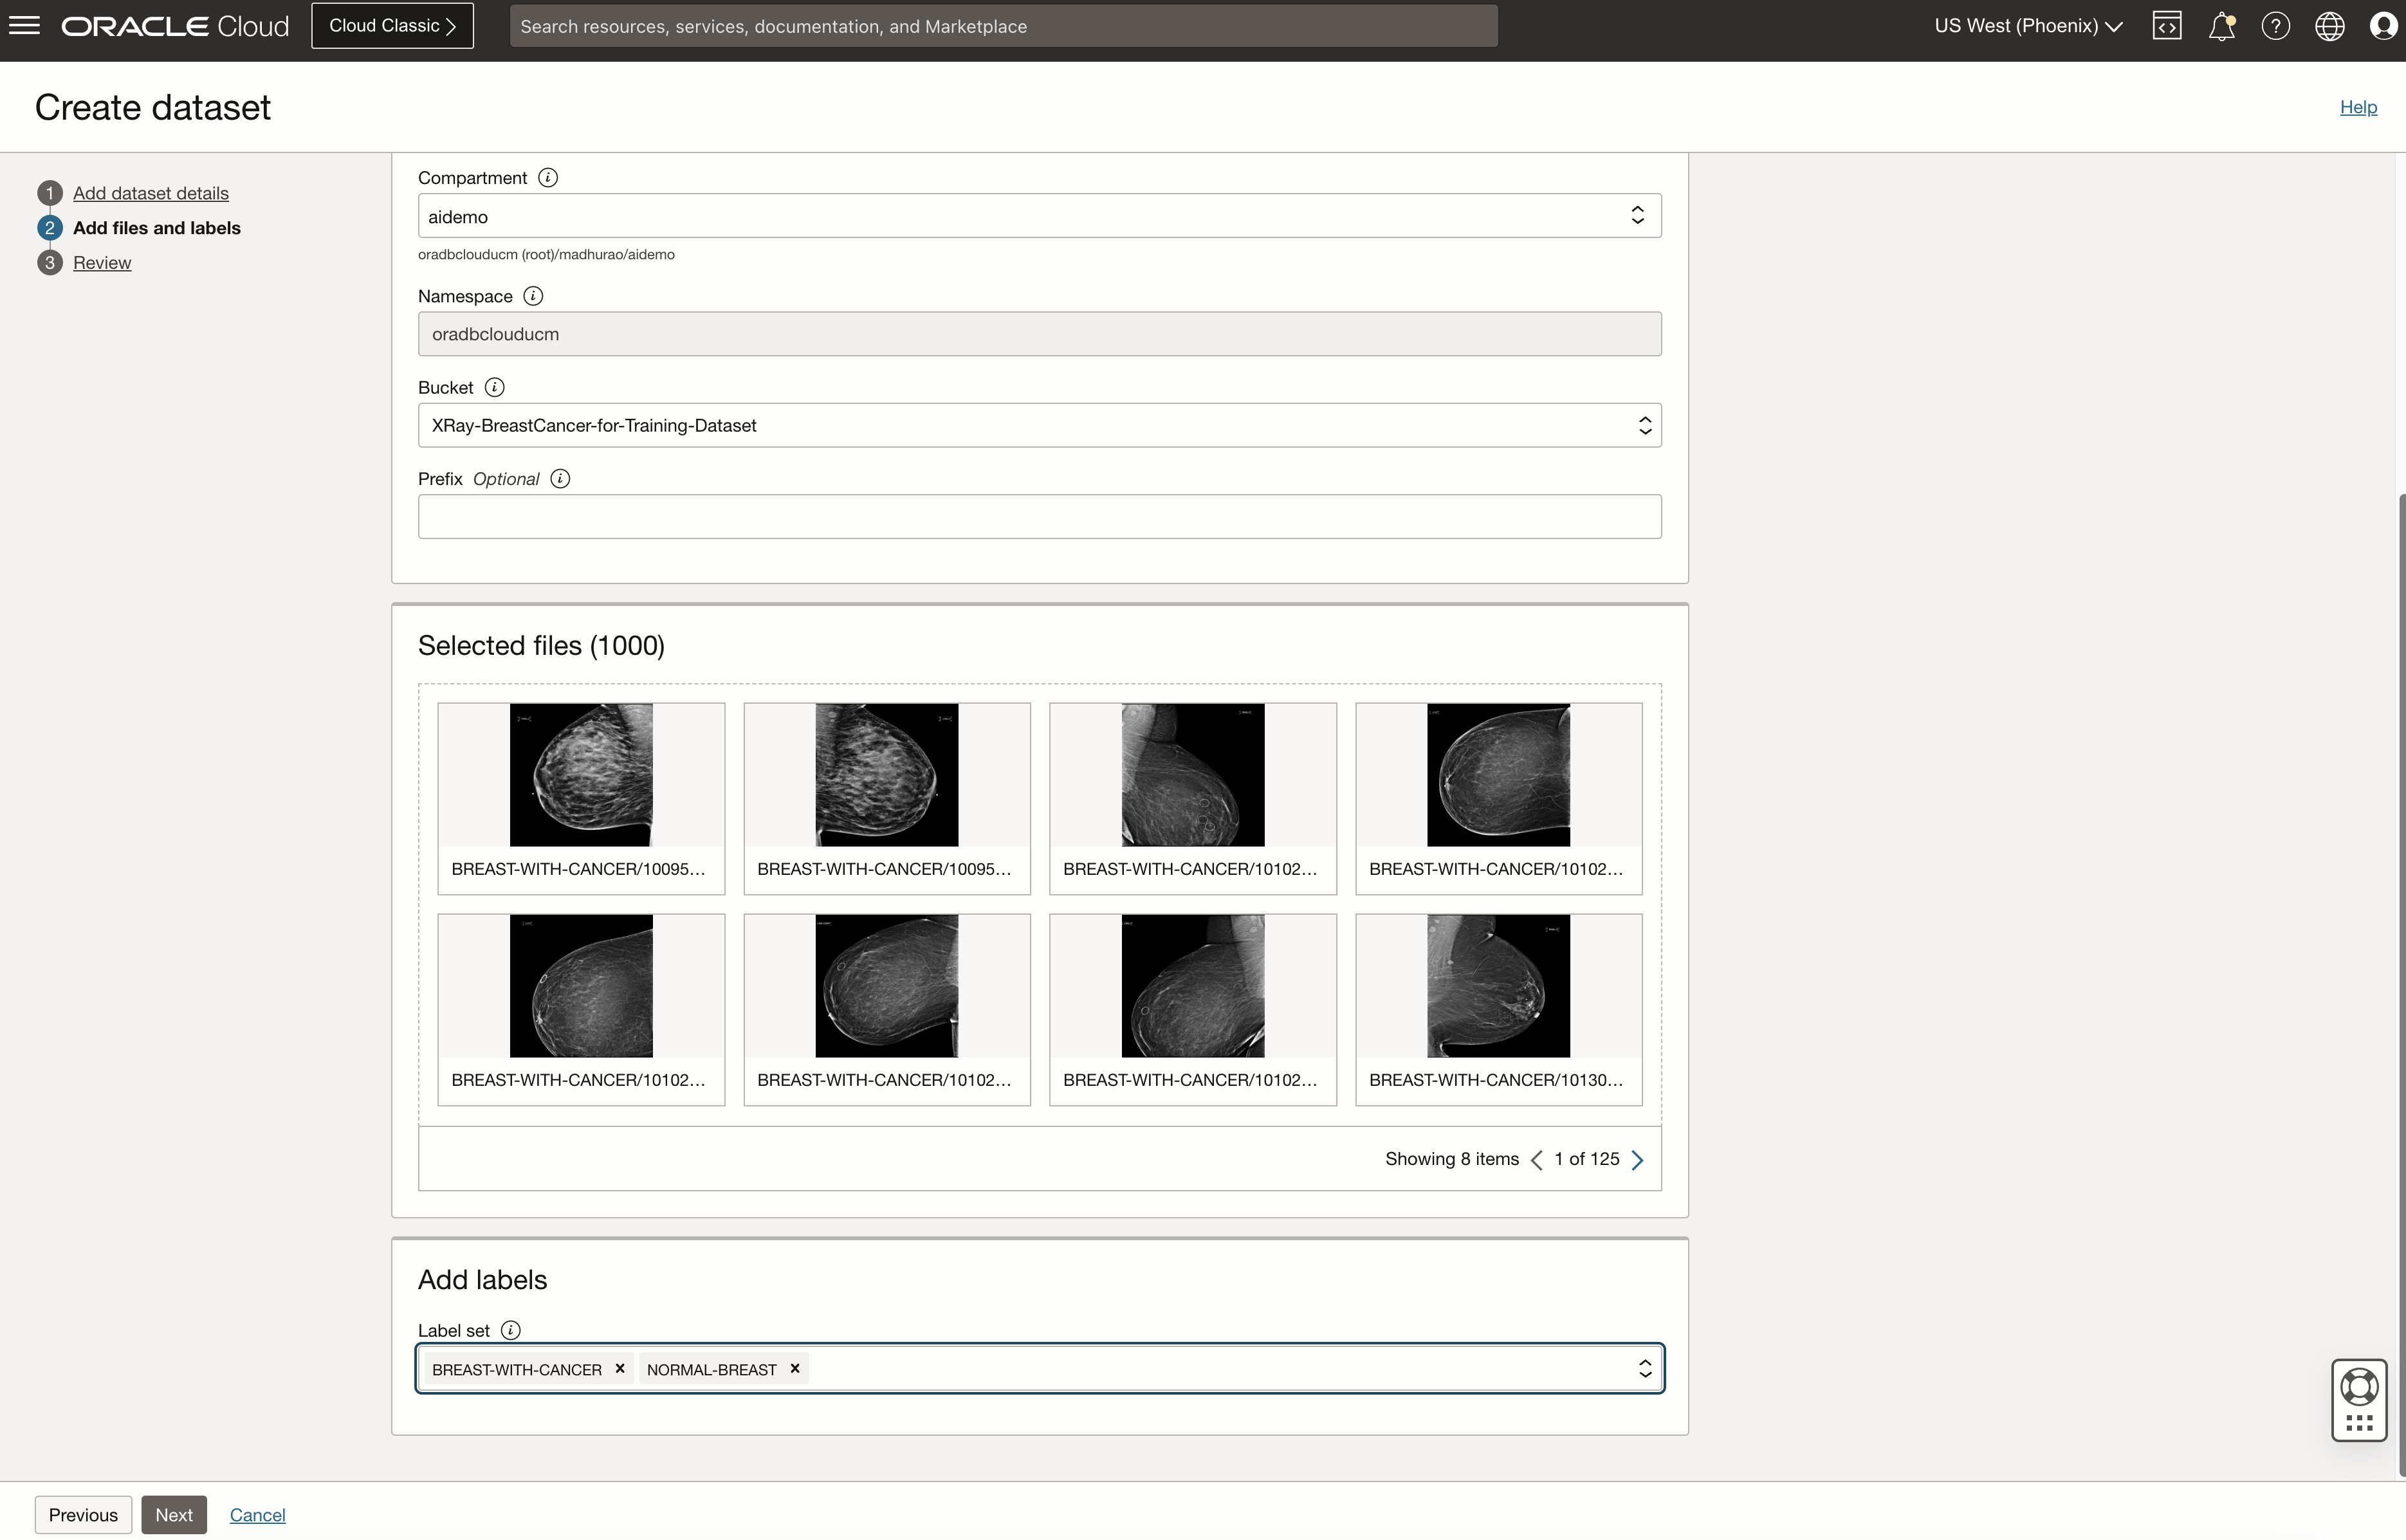 ORACLE Cloud
Cloud Classic
Search resources, services, documentation, and Marketplace
US West (Phoenix)
Create dataset
Help
1 Add dataset details
2 Add files and labels
3 Review
Compartment
aidemo
oradbclouducm (root)/madhurao/aidemo
Namespace
oradbclouducm
Bucket
XRay-BreastCancer-for-Training-Dataset
Prefix Optional
Selected files (1000)
BREAST-WITH-CANCER/10095... BREAST-WITH-CANCER/10095... BREAST-WITH-CANCER/10102... BREAST-WITH-CANCER/10102...
BREAST-WITH-CANCER/10102... BREAST-WITH-CANCER/10102... BREAST-WITH-CANCER/10102... BREAST-WITH-CANCER/10130...
Showing 8 items 1 of 125
Add labels
Label set
BREAST-WITH-CANCER NORMAL-BREAST
Previous Next Cancel